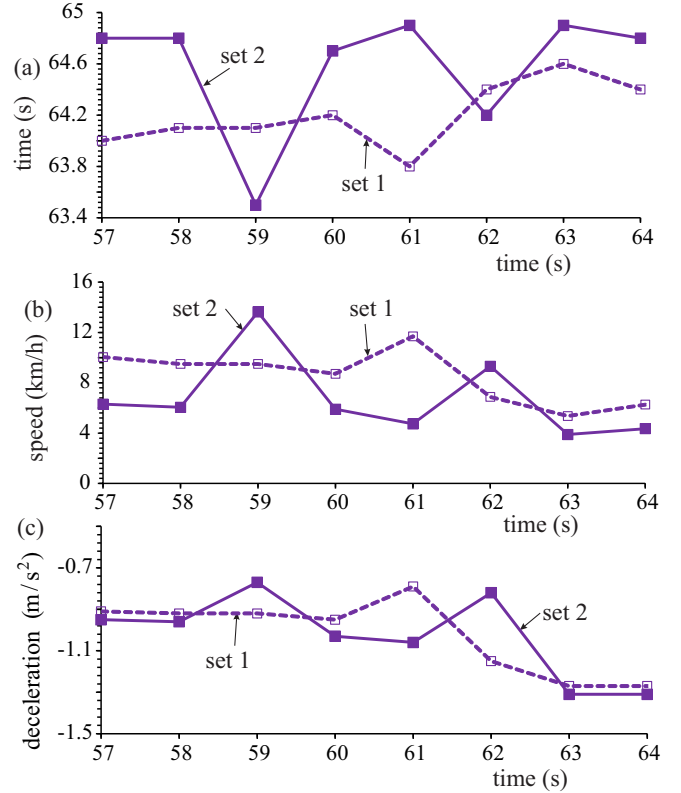 (a)
time (s)
65
64.6
64.2
63.8
63.4
set 2
set 1
57 58 59 60 61 62 63 64
time (s)
(b)
speed (km/h)
16
12
8
4
0
set 2
set 1
57 58 59 60 61 62 63 64
time (s)
(c)
deceleration (m/s²)
-0.7
-1.1
-1.5
set 1
set 2
57 58 59 60 61 62 63 64
time (s)